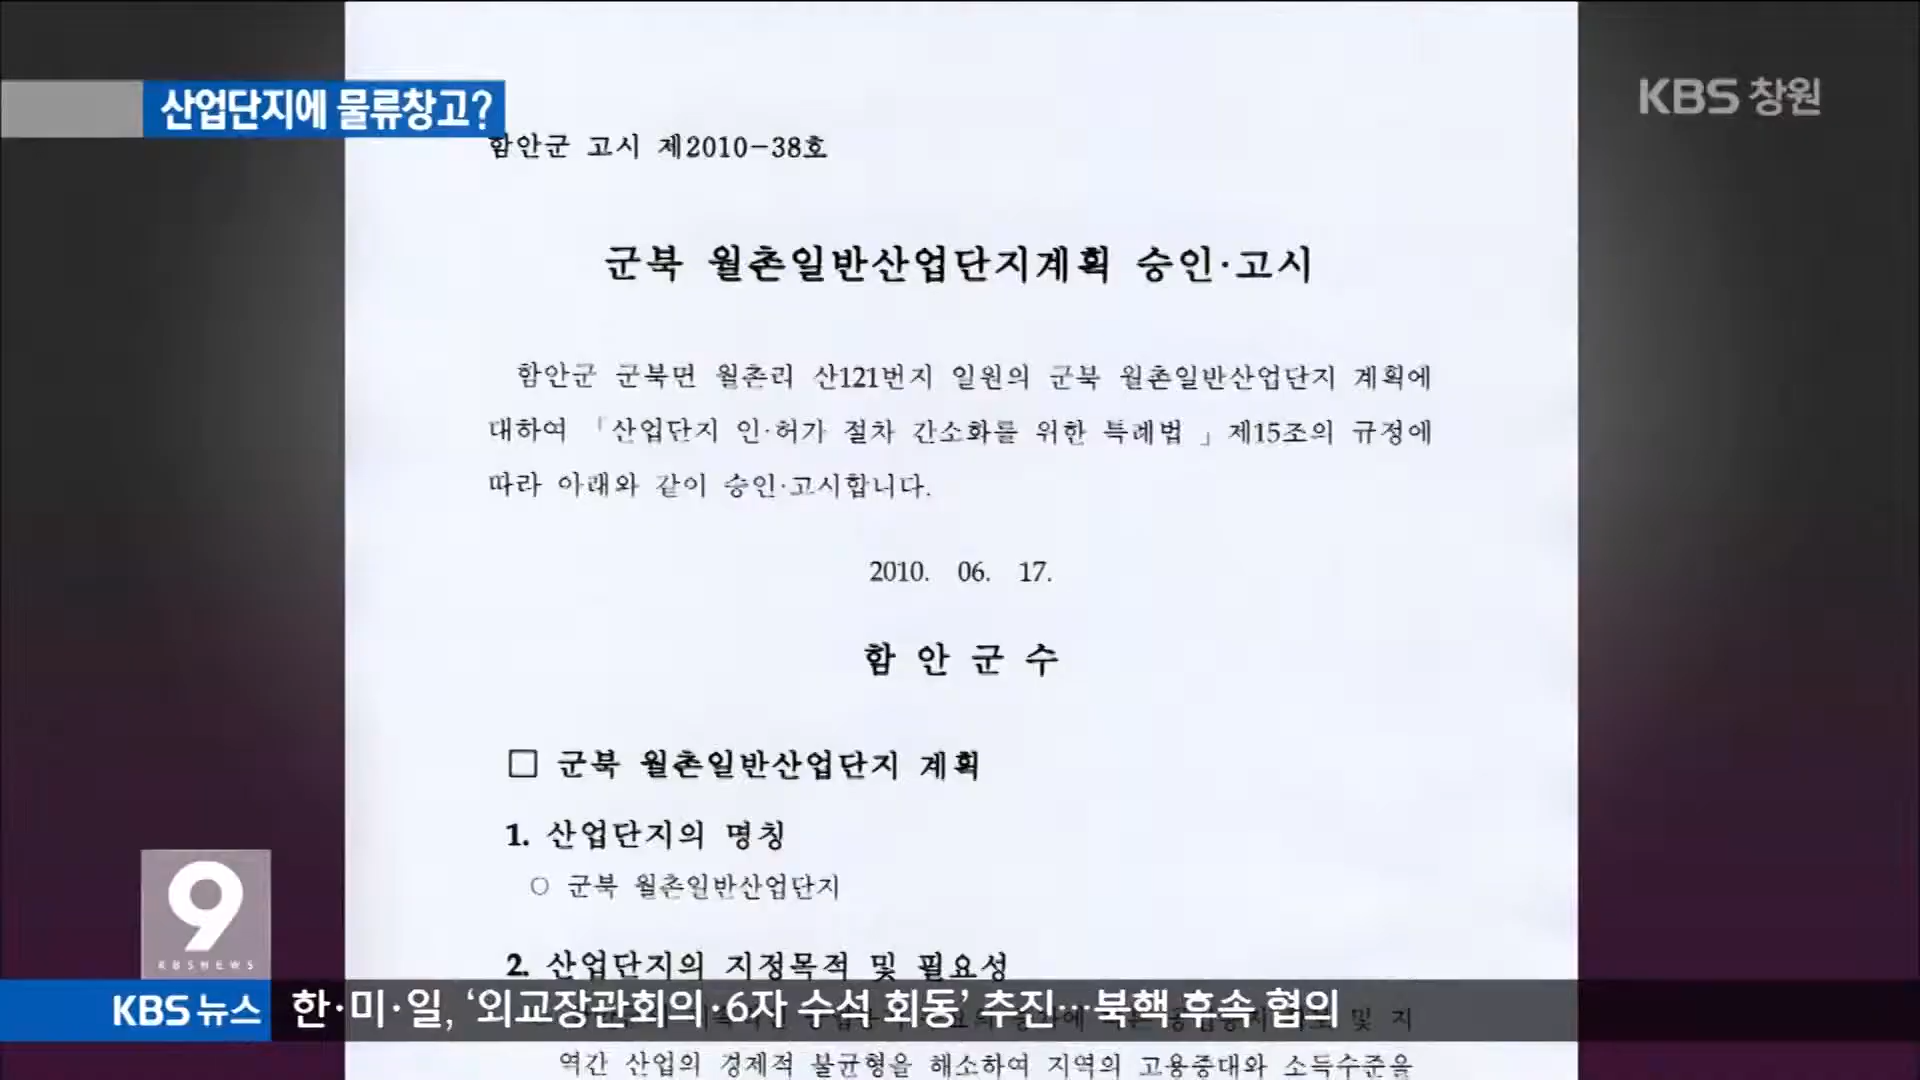 산업단지에 물류창고?
KBS 창원
함안군 고시 제2010-38호
군북 월촌일반산업단지계획 승인·고시
함안군 군북면 월촌리 산121번지 일원의 군북 월촌일반산업단지 계획에
대하여 「산업단지 인·허가 절차 간소화를 위한 특례법 」제15조의 규정에
따라 아래와 같이 승인·고시합니다.
2010. 06. 17.
함 안 군 수
□ 군북 월촌일반산업단지 계획
1. 산업단지의 명칭
○ 군북 월촌일반산업단지
2. 산업단지의 지정목적 및 필요성
9
KBS NEWS
KBS 뉴스
한·미·일, ‘외교장관회의·6자 수석 회동’ 추진…북핵 후속 협의
및 지
역간 산업의 경제적 불균형을 해소하여 지역의 고용증대와 소득수준을